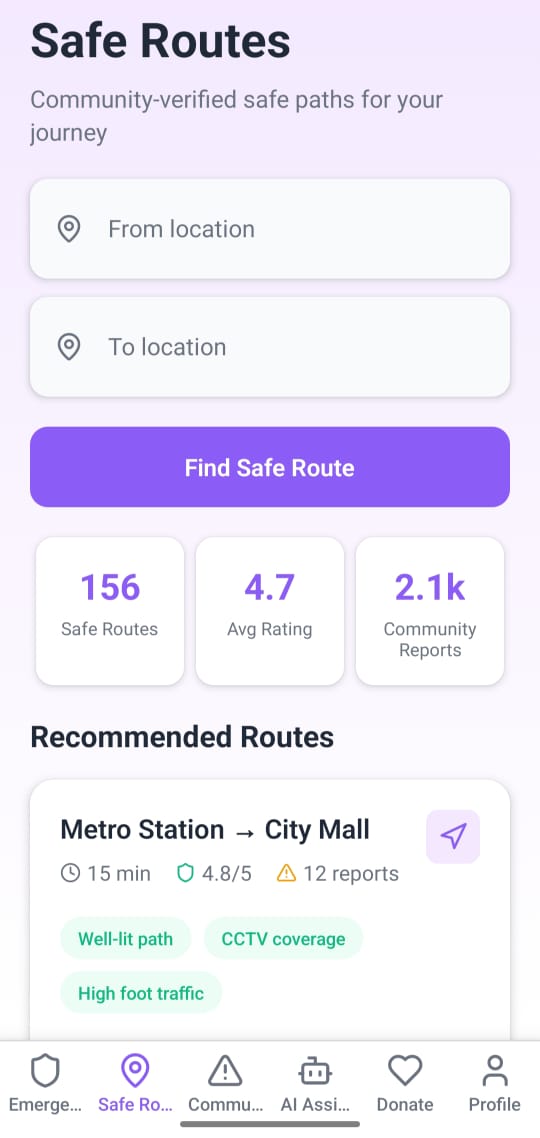 Safe Routes
Community-verified safe paths for your
journey
From location
To location
Find Safe Route
156
Safe Routes
4.7
Avg Rating
2.1k
Community
Reports
Recommended Routes
Metro Station → City Mall
15 min 4.8/5 12 reports
Well-lit path CCTV coverage
High foot traffic
Emerge... Safe Ro... Commu... AI Assi... Donate Profile